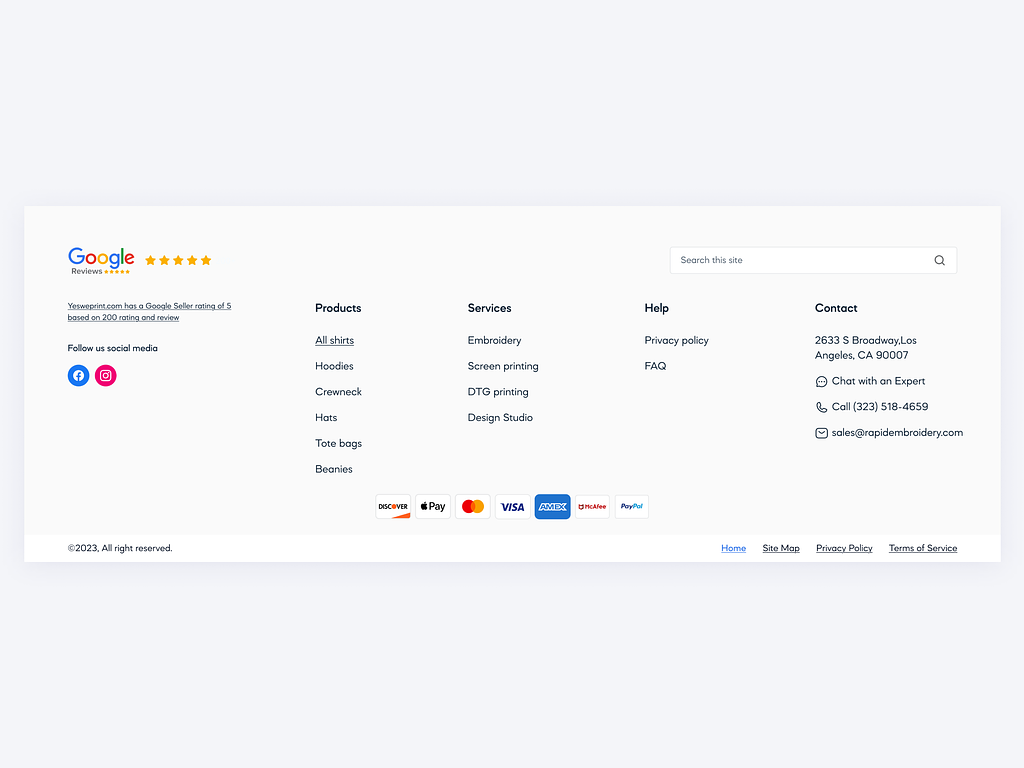 Google
Reviews
Search this site
Yesweprint.com has a Google Seller rating of 5
based on 200 rating and review
Follow us social media
Products
All shirts
Hoodies
Crewneck
Hats
Tote bags
Beanies
Services
Embroidery
Screen printing
DTG printing
Design Studio
Help
Privacy policy
FAQ
Contact
2633 S Broadway,Los
Angeles, CA 90007
Chat with an Expert
Call (323) 518-4659
sales@rapidembroidery.com
DISCOVER Pay VISA AMEX McAfee PayPal
©2023, All right reserved.
Home Site Map Privacy Policy Terms of Service